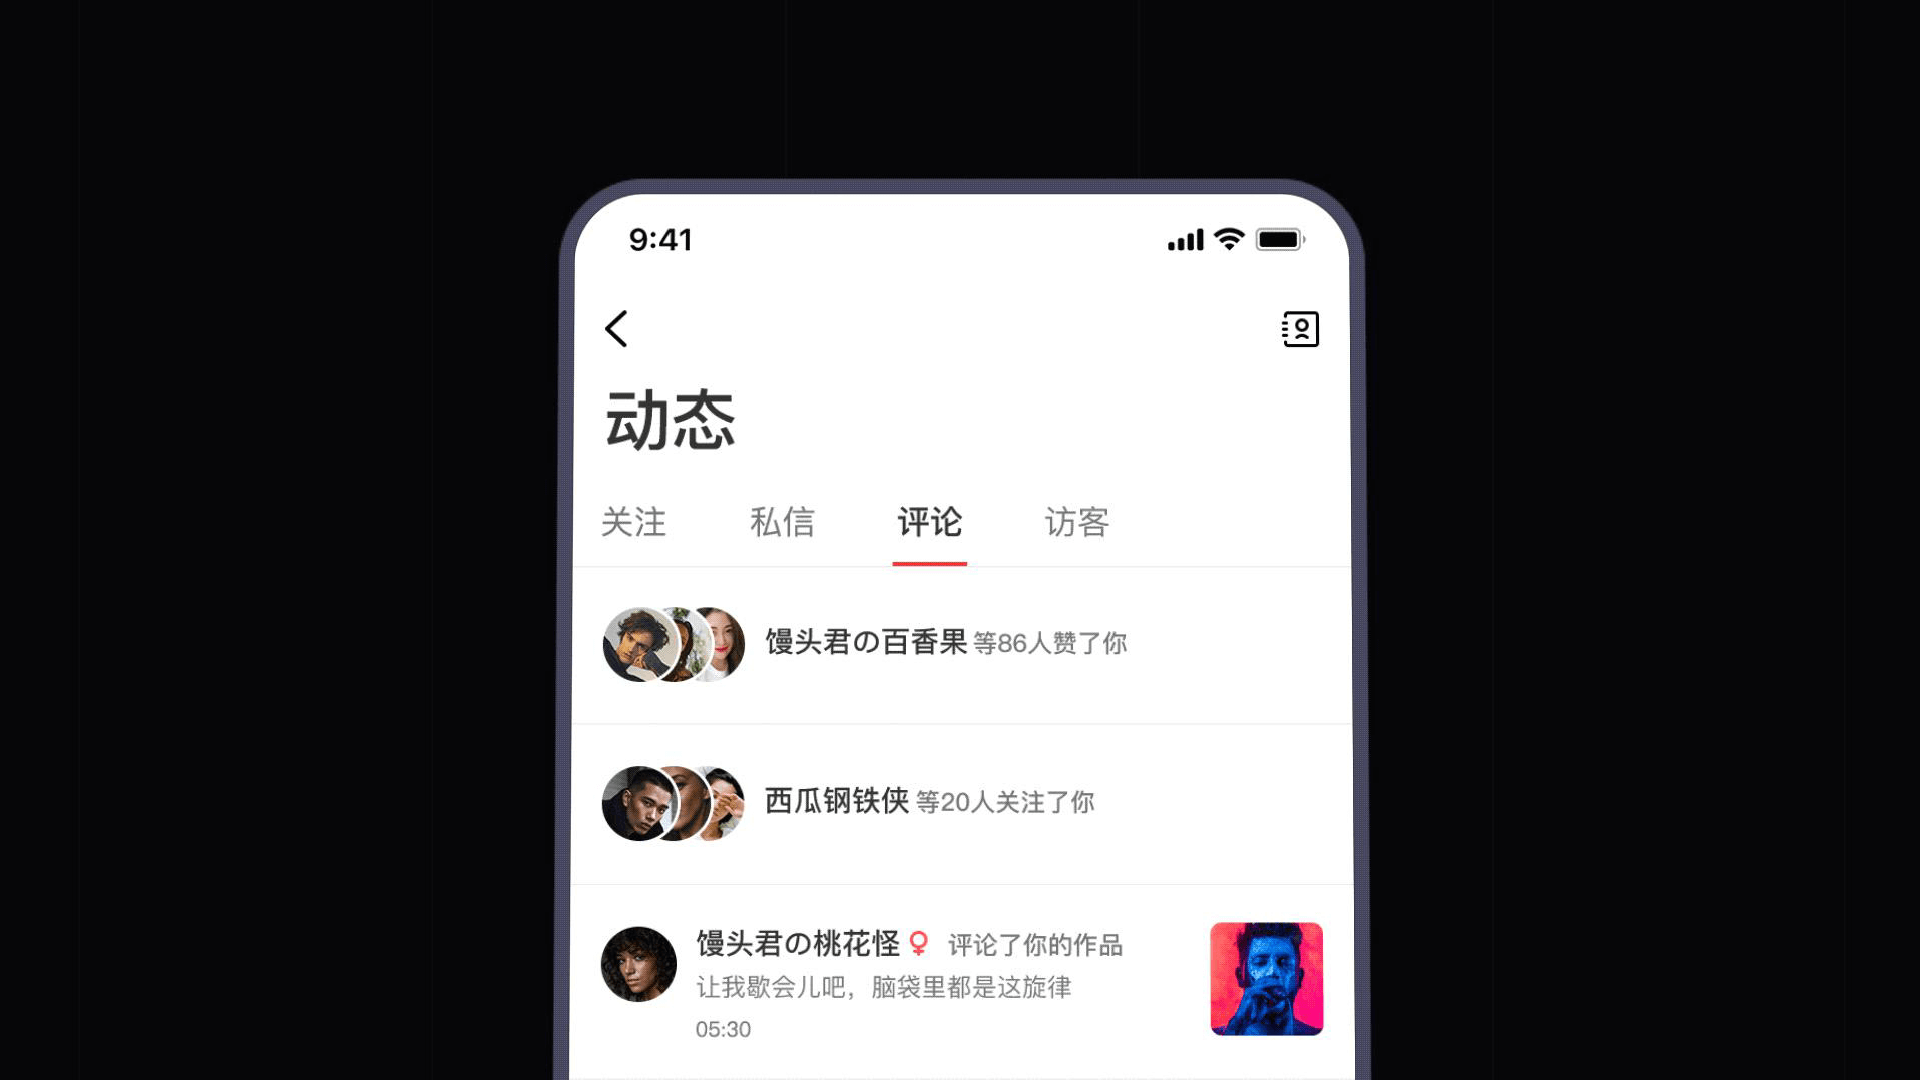 9:41
动态
关注 私信 评论 访客
馒头君の百香果 等86人赞了你
西瓜钢铁侠 等20人关注了你
馒头君の桃花怪♀ 评论了你的作品
让我歇会儿吧，脑袋里都是这旋律
05:30